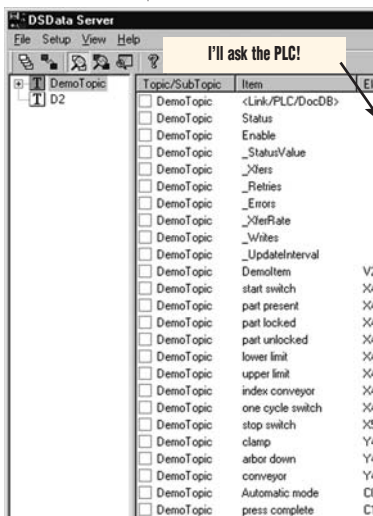 DSData Server
File Setup View Help
I'll ask the PLC!
DemoTopic
D2
Topic/SubTopic Item
DemoTopic <Link/PLC/DocDB>
DemoTopic Status
DemoTopic Enable
DemoTopic _StatusValue
DemoTopic _Xfers
DemoTopic _Retries
DemoTopic _Errors
DemoTopic _XferRate
DemoTopic _Writes
DemoTopic _UpdateInterval
DemoTopic DemoItem
DemoTopic start switch
DemoTopic part present
DemoTopic part locked
DemoTopic part unlocked
DemoTopic lower limit
DemoTopic upper limit
DemoTopic index conveyor
DemoTopic one cycle switch
DemoTopic stop switch
DemoTopic clamp
DemoTopic arbor down
DemoTopic conveyor
DemoTopic Automatic mode
DemoTopic press complete